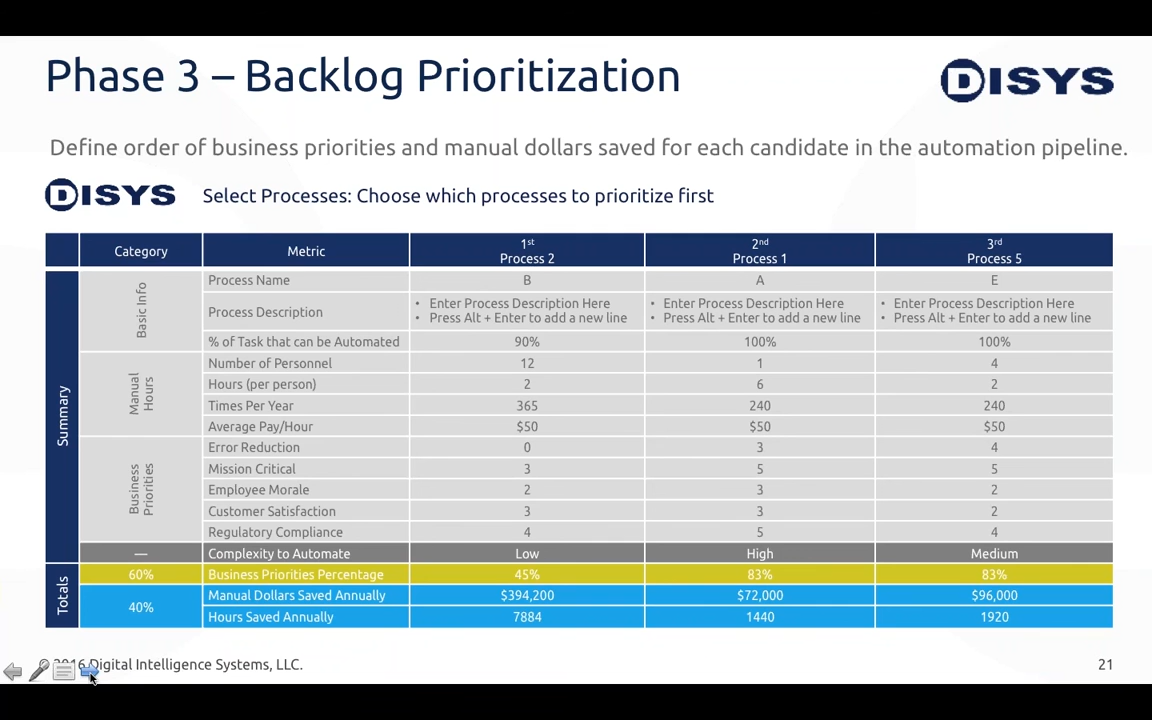 Phase 3 – Backlog Prioritization
DISYS
Define order of business priorities and manual dollars saved for each candidate in the automation pipeline.
DISYS
Select Processes: Choose which processes to prioritize first
Category Metric 1st Process 2 2nd Process 1 3rd Process 5
Summary
Basic Info
Process Name B A E
Process Description
• Enter Process Description Here • Enter Process Description Here • Enter Process Description Here
• Press Alt + Enter to add a new line • Press Alt + Enter to add a new line • Press Alt + Enter to add a new line
% of Task that can be Automated 90% 100% 100%
Manual Hours
Number of Personnel 12 1 4
Hours (per person) 2 6 2
Times Per Year 365 240 240
Average Pay/Hour $50 $50 $50
Business Priorities
Error Reduction 0 3 4
Mission Critical 3 5 5
Employee Morale 2 3 2
Customer Satisfaction 3 3 2
Regulatory Compliance 4 5 4
— Complexity to Automate Low High Medium
Totals
60% Business Priorities Percentage 45% 83% 83%
40%
Manual Dollars Saved Annually $394,200 $72,000 $96,000
Hours Saved Annually 7884 1440 1920
© 2016 Digital Intelligence Systems, LLC.
21